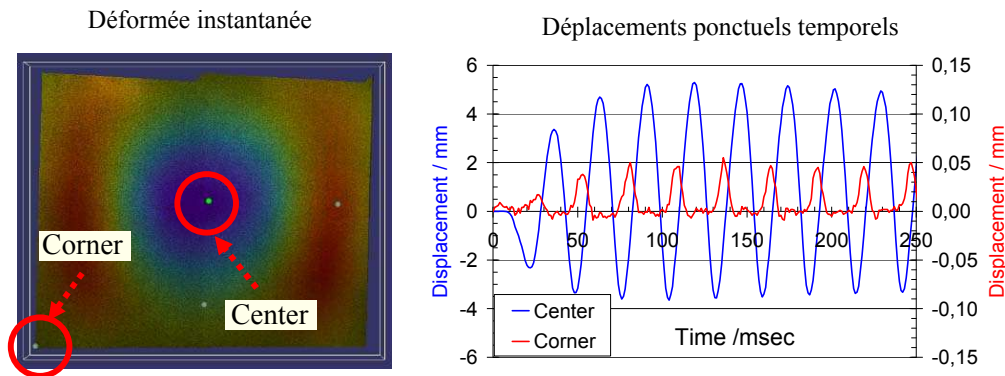 Déformée instantanée
Corner
Center
Déplacements ponctuels temporels
6
4
2
0
-2
-4
-6
Displacement / mm
0 50 100 150 200 250
Time /msec
Center
Corner
0,15
0,10
0,05
0,00
-0,05
-0,10
-0,15
Displacement / mm